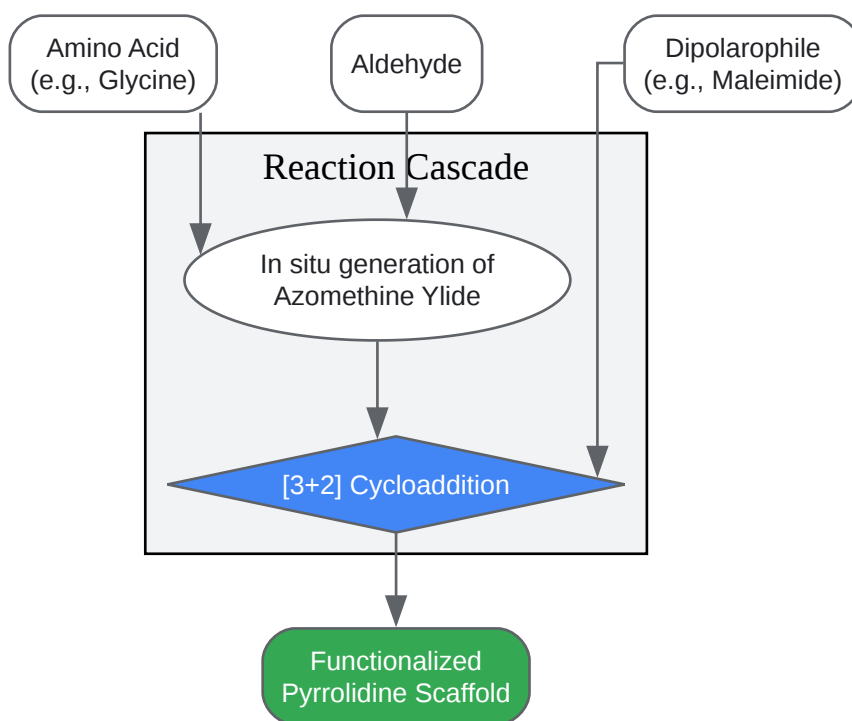 Amino Acid
(e.g., Glycine)
Aldehyde
Dipolarophile
(e.g., Maleimide)
Reaction Cascade
In situ generation of
Azomethine Ylide
[3+2] Cycloaddition
Functionalized
Pyrrolidine Scaffold